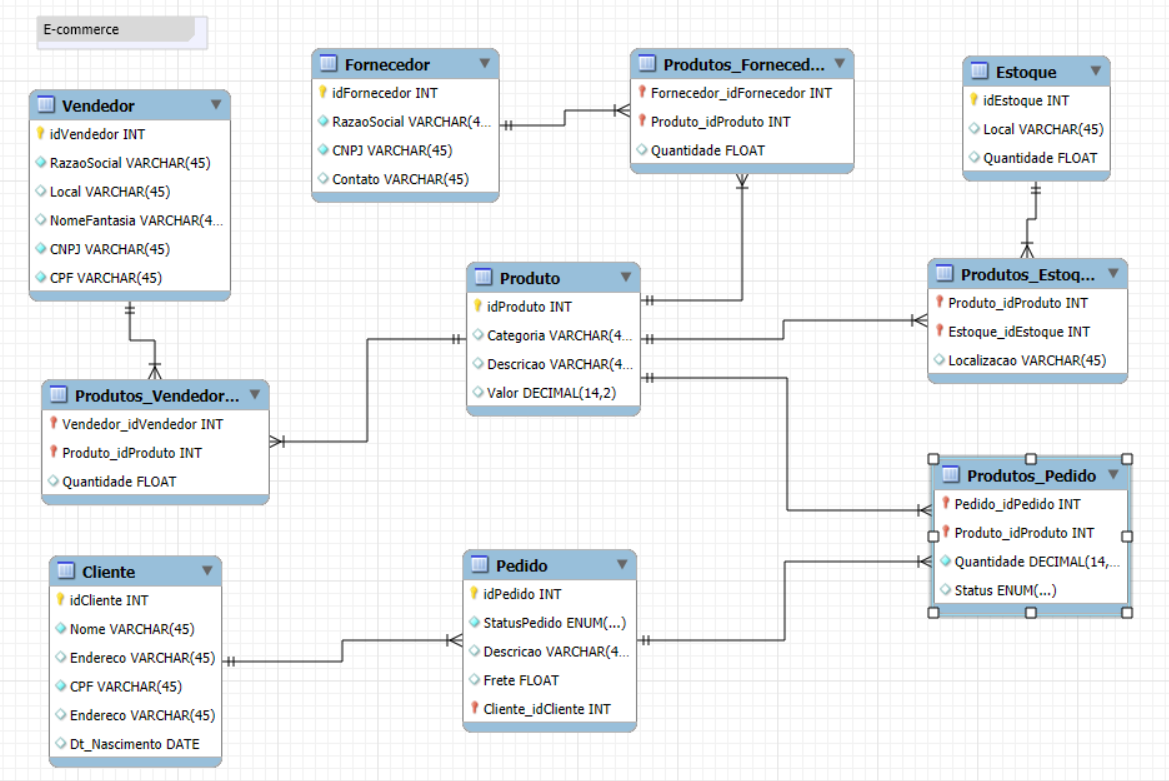 E-commerce
Vendedor
idVendedor INT
RazaoSocial VARCHAR(45)
Local VARCHAR(45)
NomeFantasia VARCHAR(4...
CNPJ VARCHAR(45)
CPF VARCHAR(45)
Fornecedor
idFornecedor INT
RazaoSocial VARCHAR(4...
CNPJ VARCHAR(45)
Contato VARCHAR(45)
Produtos_Forneced...
Fornecedor_idFornecedor INT
Produto_idProduto INT
Quantidade FLOAT
Estoque
idEstoque INT
Local VARCHAR(45)
Quantidade FLOAT
Produto
idProduto INT
Categoria VARCHAR(4...
Descricao VARCHAR(4...
Valor DECIMAL(14,2)
Produtos_Estoq...
Produto_idProduto INT
Estoque_idEstoque INT
Localizacao VARCHAR(45)
Produtos_Vendedor...
Vendedor_idVendedor INT
Produto_idProduto INT
Quantidade FLOAT
Produtos_Pedido
Pedido_idPedido INT
Produto_idProduto INT
Quantidade DECIMAL(14,...
Status ENUM(...)
Cliente
idCliente INT
Nome VARCHAR(45)
Endereco VARCHAR(45)
CPF VARCHAR(45)
Endereco VARCHAR(45)
Dt_Nascimento DATE
Pedido
idPedido INT
StatusPedido ENUM(...)
Descricao VARCHAR(4...
Frete FLOAT
Cliente_idCliente INT